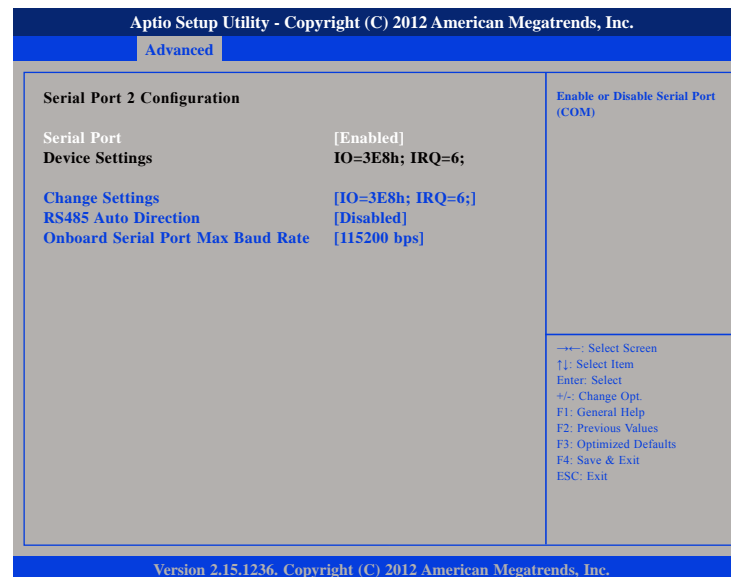 Aptio Setup Utility - Copyright (C) 2012 American Megatrends, Inc.
Advanced
Serial Port 2 Configuration
Serial Port [Enabled]
Device Settings IO=3E8h; IRQ=6;
Change Settings [IO=3E8h; IRQ=6;]
RS485 Auto Direction [Disabled]
Onboard Serial Port Max Baud Rate [115200 bps]
Enable or Disable Serial Port
(COM)
→←: Select Screen
↑↓: Select Item
Enter: Select
+/-: Change Opt.
F1: General Help
F2: Previous Values
F3: Optimized Defaults
F4: Save & Exit
ESC: Exit
Version 2.15.1236. Copyright (C) 2012 American Megatrends, Inc.